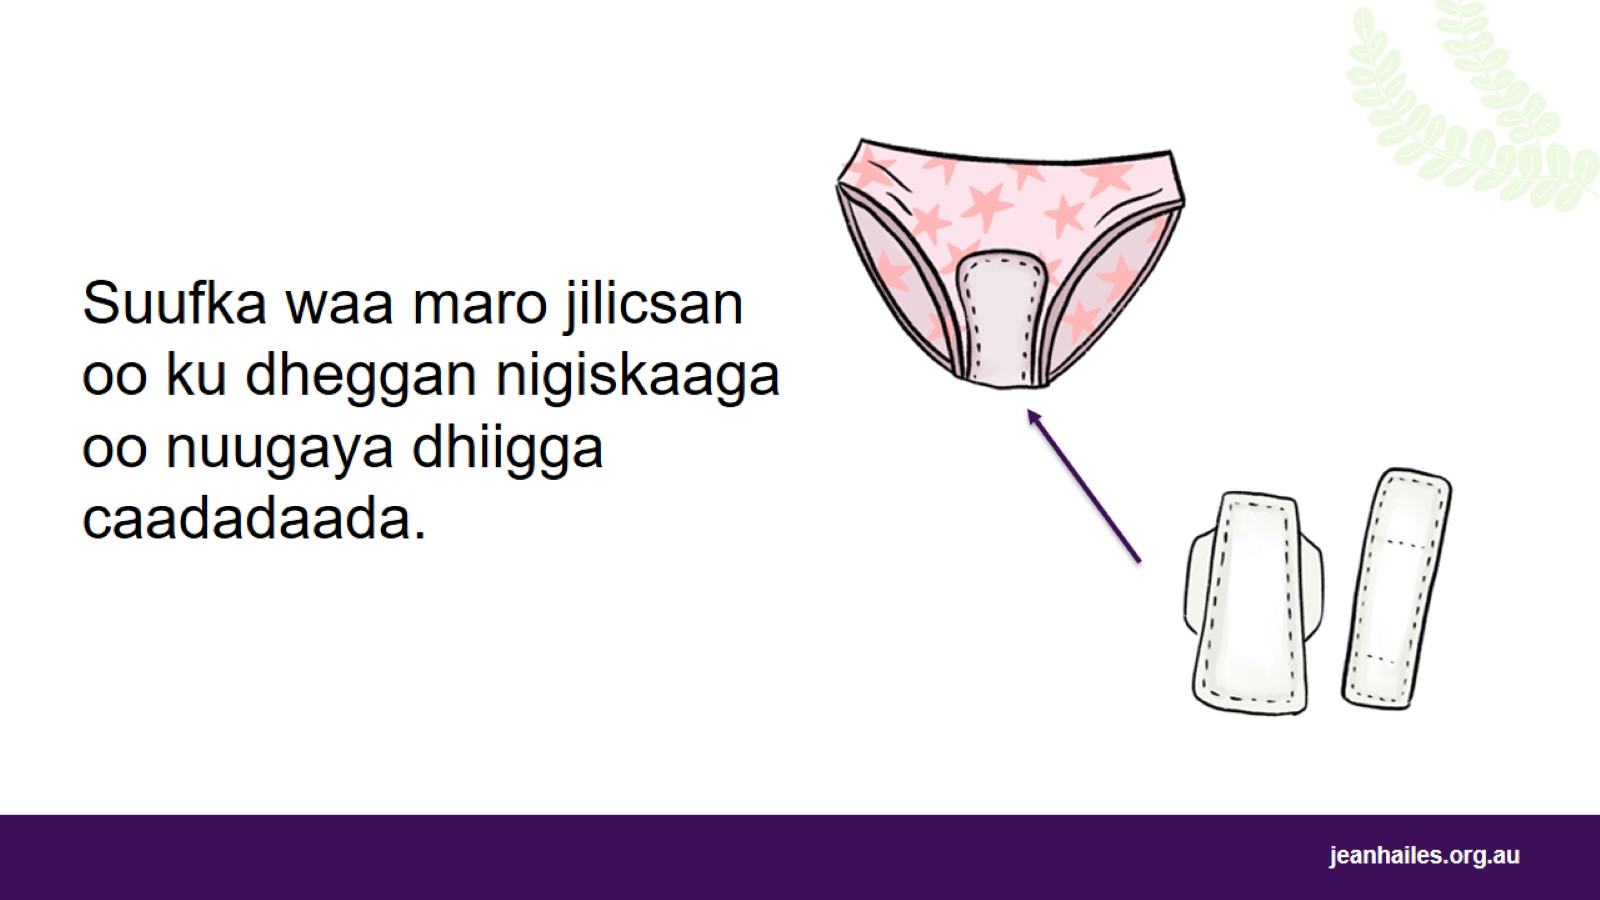 Suufka waa maro jilicsan
oo ku dheggan nigiskaaga
oo nuugaya dhiigga
caadadaada.
jeanhailes.org.au